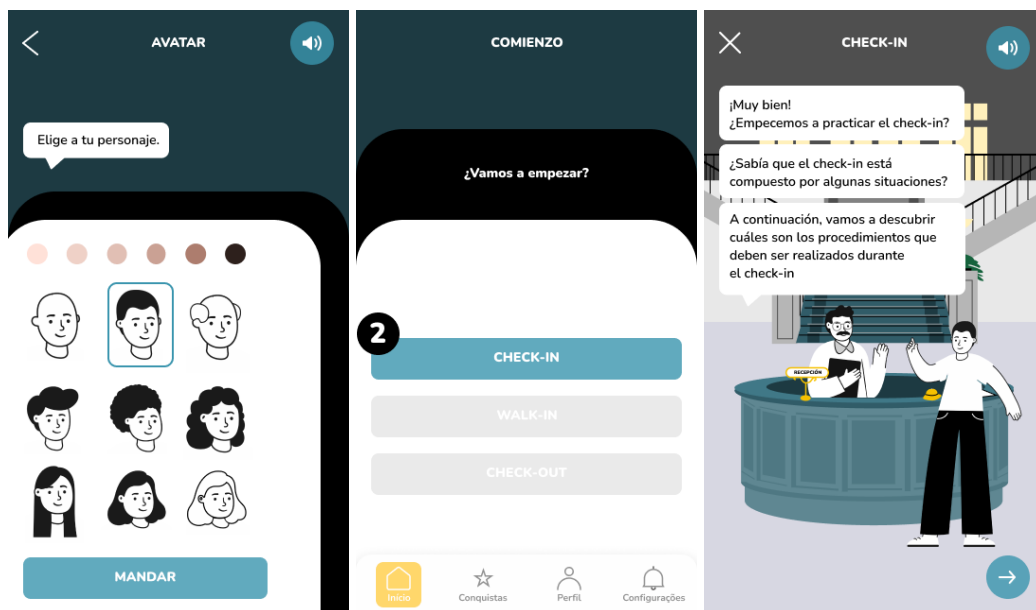 AVATAR
Elige a tu personaje.
MANDAR
COMIENZO
¿Vamos a empezar?
2
CHECK-IN
WALK-IN
CHECK-OUT
Início
Conquistas
Perfil
Configurações
CHECK-IN
¡Muy bien!
¿Empecemos a practicar el check-in?
¿Sabía que el check-in está
compuesto por algunas situaciones?
A continuación, vamos a descubrir
cuáles son los procedimientos que
deben ser realizados durante
el check-in
RECEPCIÓN